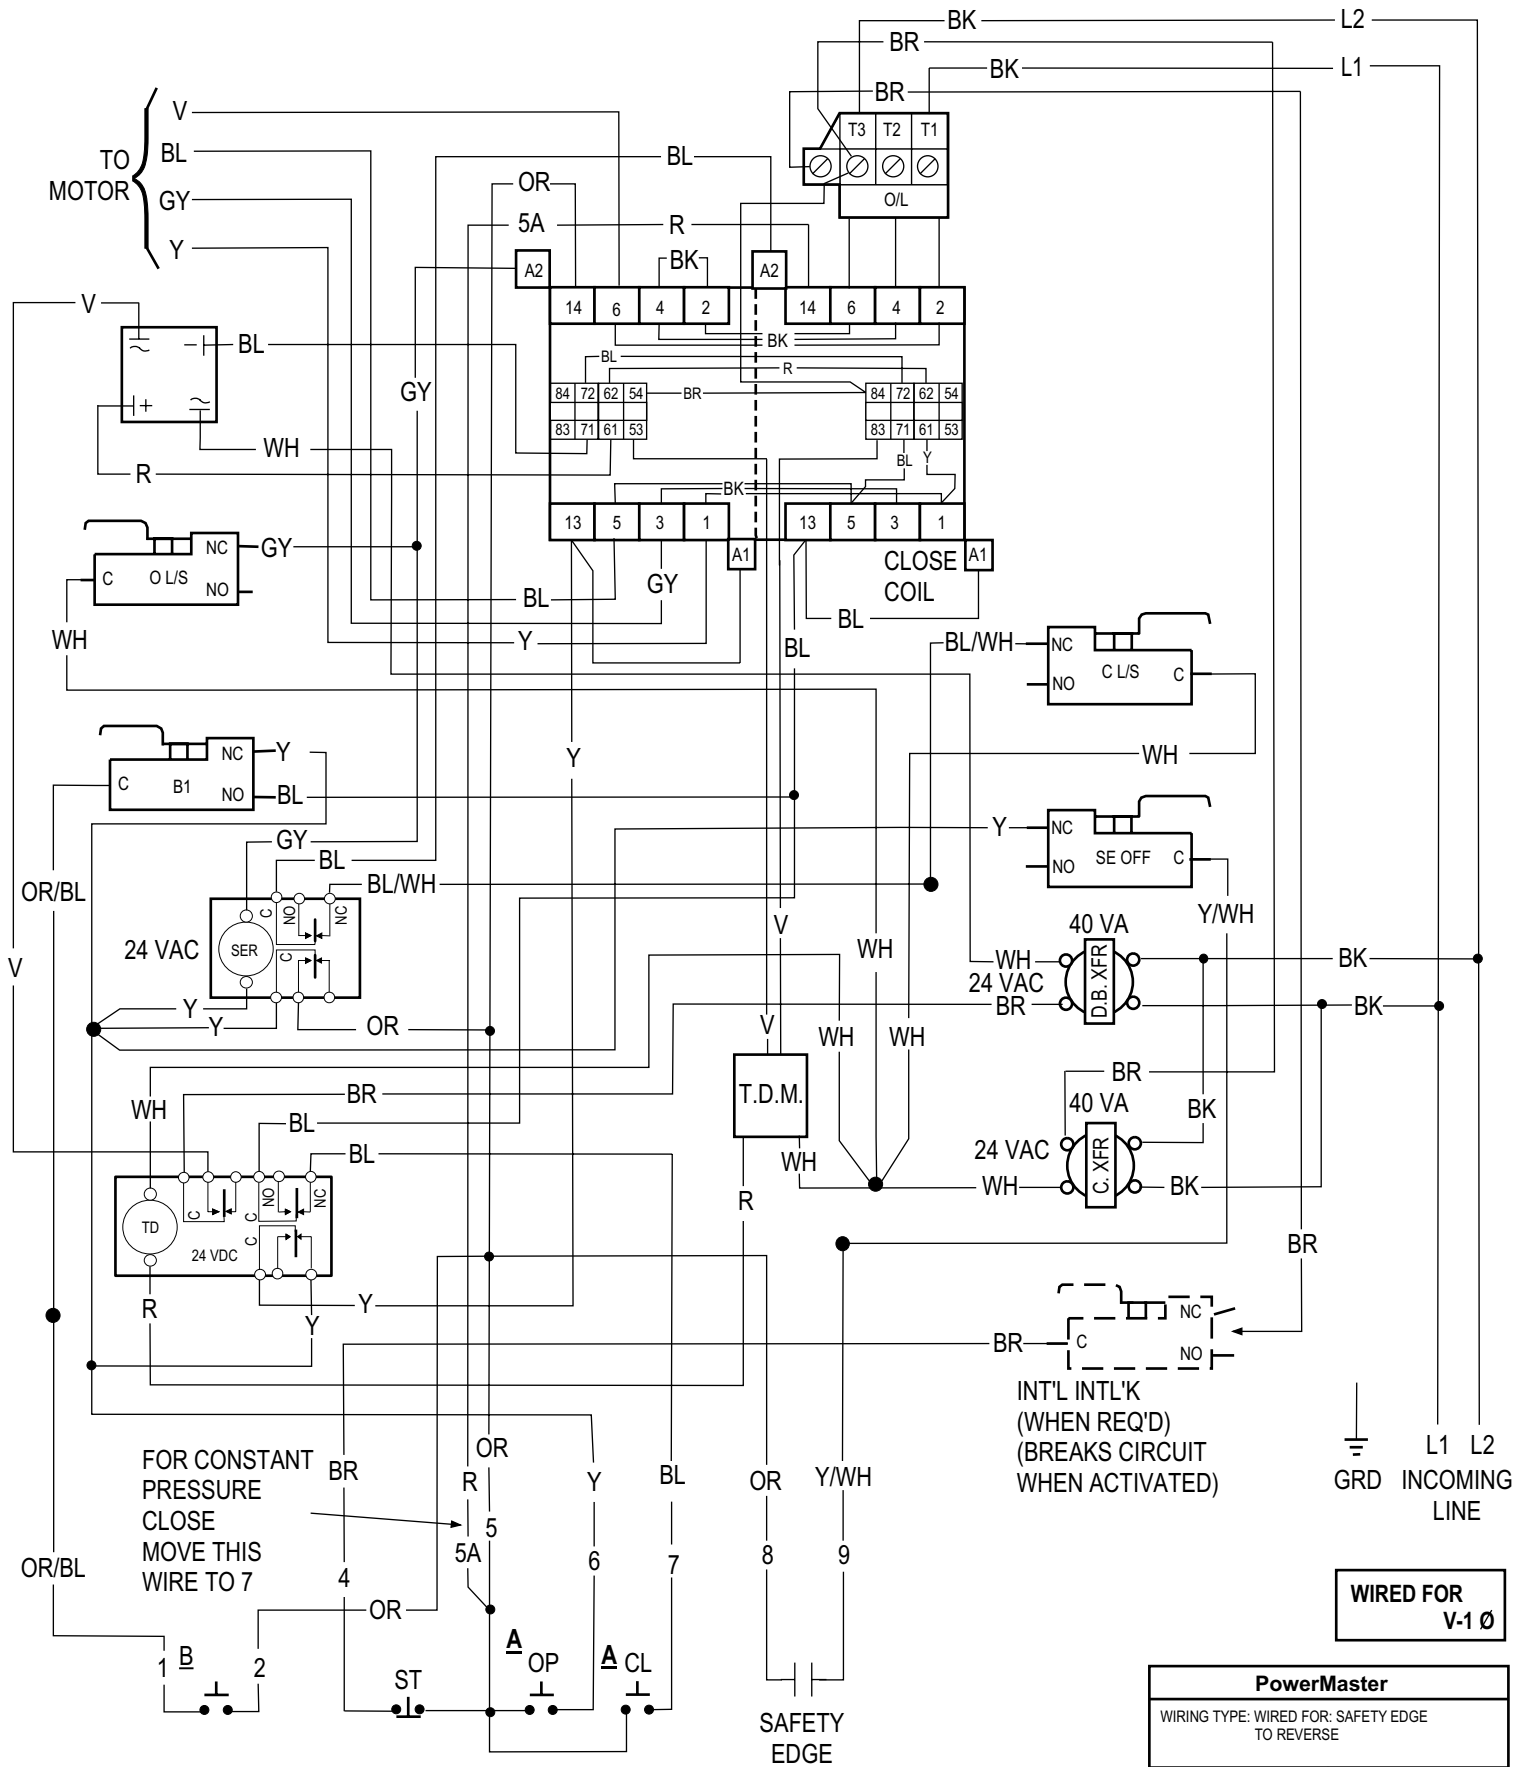 BK
L2
BR
BK
L1
BR
V
BL
GY
Y
TO
MOTOR
BL
OR
5A
R
T3 T2 T1
O/L
A2
BK
A2
14 6 4 2
14 6 4 2
V
BL
GY
BK
BL
R
84 72 62 54
BR
84 72 62 54
83 71 61 53
83 71 61 53
WH
R
BL
Y
BK
13 5 3 1
13 5 3 1
A1
A1
CLOSE
COIL
NC
GY
C
O L/S
NO
WH
BL
GY
Y
BL
BL
BL/WH
NC
NO
C L/S
C
WH
Y
NC
Y
C
B1
NO
BL
Y
NC
NO
SE OFF
C
GY
BL
BL/WH
OR/BL
Y/WH
24 VAC
SER
C
NO
NC
C
V
V
WH
40 VA
WH
24 VAC
BR
D.B. XFR
BK
BK
Y
Y
OR
V
WH
WH
T.D.M.
WH
BR
BL
BL
BR
40 VA
BK
24 VAC
C. XFR
WH
BK
WH
R
TD
C
C
NO
NC
C
24 VDC
R
Y
Y
BR
BR
C
NC
NO
INT'L INTL'K
(WHEN REQ'D)
(BREAKS CIRCUIT
WHEN ACTIVATED)
GRD
L1 L2
INCOMING
LINE
FOR CONSTANT
PRESSURE
CLOSE
MOVE THIS
WIRE TO 7
BR
R
OR
Y
BL
OR
Y/WH
OR/BL
4
5A
5
6
7
8
9
OR
1
B
2
ST
A
OP
A
CL
SAFETY
EDGE
WIRED FOR
V-1 Ø
PowerMaster
WIRING TYPE: WIRED FOR: SAFETY EDGE
TO REVERSE